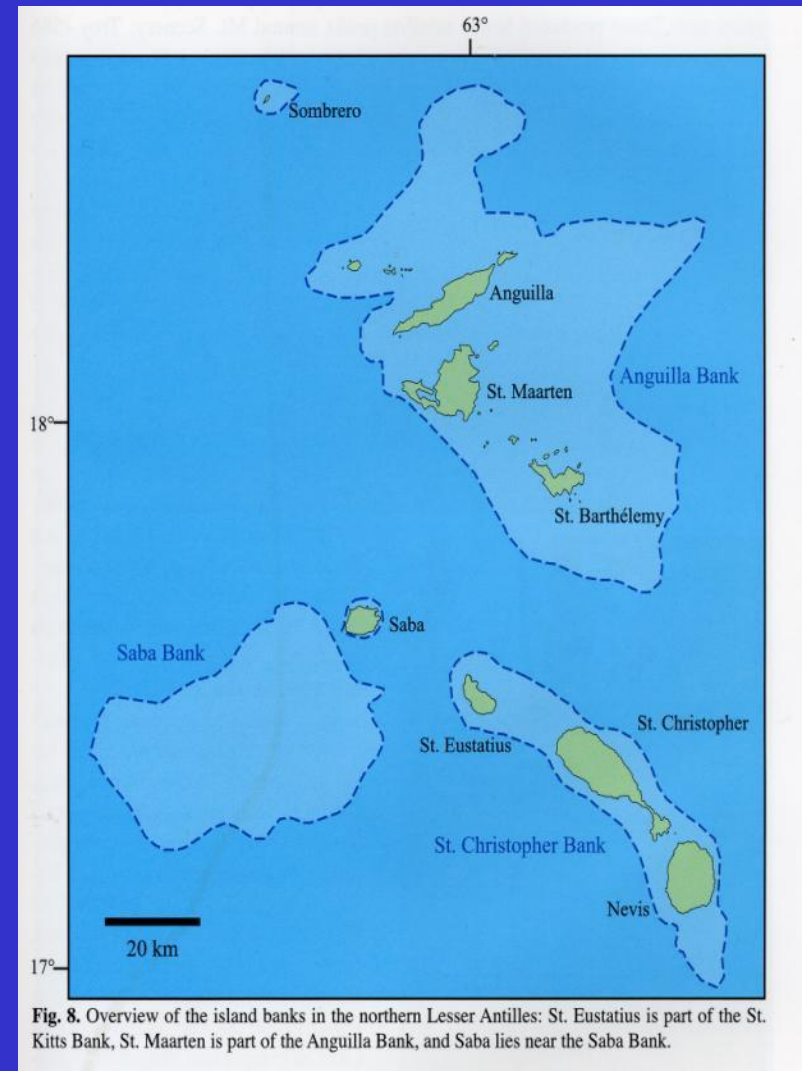 63°
Sombrero
Anguilla
Anguilla Bank
St. Maarten
18°
St. Barthélemy
Saba
Saba Bank
St. Christopher
St. Eustatius
St. Christopher Bank
Nevis
20 km
17°
Fig. 8. Overview of the island banks in the northern Lesser Antilles: St. Eustatius is part of the St.
Kitts Bank, St. Maarten is part of the Anguilla Bank, and Saba lies near the Saba Bank.